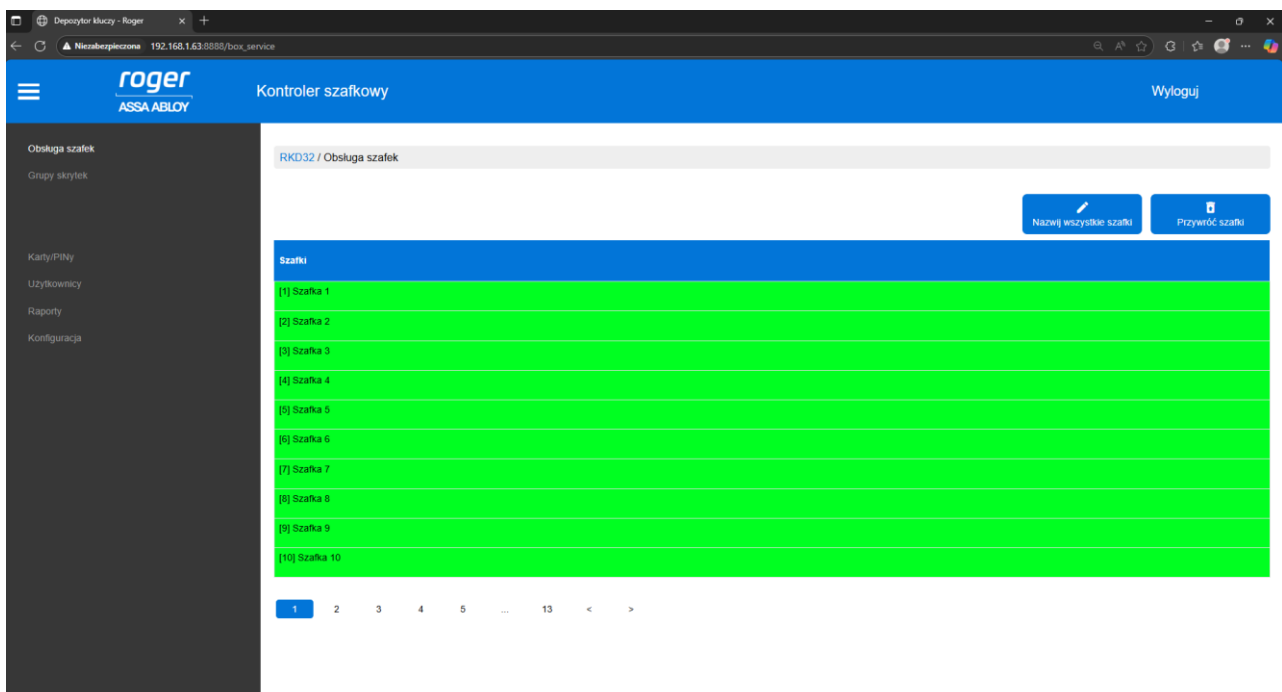 Depozytor kluczy - Roger
Niezabezpieczona 192.168.1.63:8888/box_service
roger
ASSA ABLOY
Kontroler szafkowy
Wyloguj
Obsługa szafek
Grupy skrytek
Karty/PINy
Użytkownicy
Raporty
Konfiguracja
RKD32 / Obsługa szafek
Nazwij wszystkie szafki
Przywróć szafki
Szafki
[1] Szafka 1
[2] Szafka 2
[3] Szafka 3
[4] Szafka 4
[5] Szafka 5
[6] Szafka 6
[7] Szafka 7
[8] Szafka 8
[9] Szafka 9
[10] Szafka 10
1 2 3 4 5 ... 13 < >